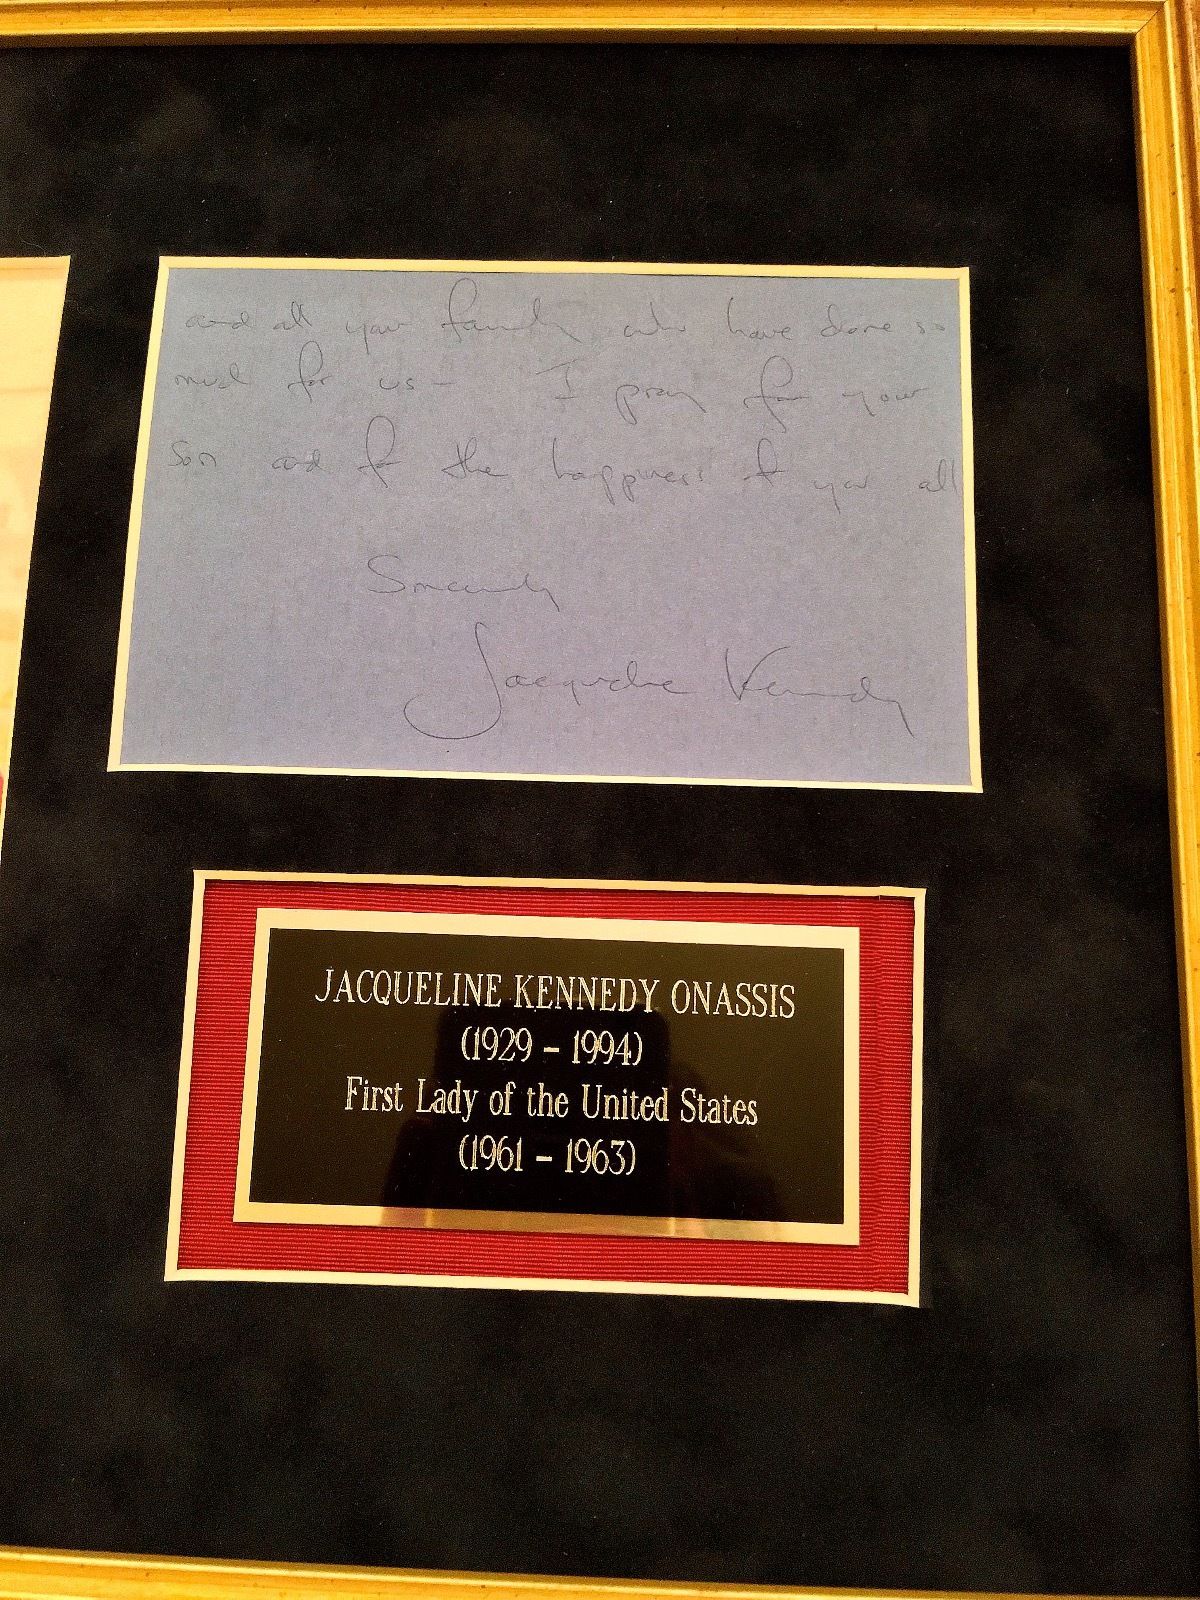 and all your family who have done so
much for us – I pray for your
son and for the happiness of you all
Sincerely
Jacqueline Kennedy
JACQUELINE KENNEDY ONASSIS
(1929 – 1994)
First Lady of the United States
(1961 – 1963)